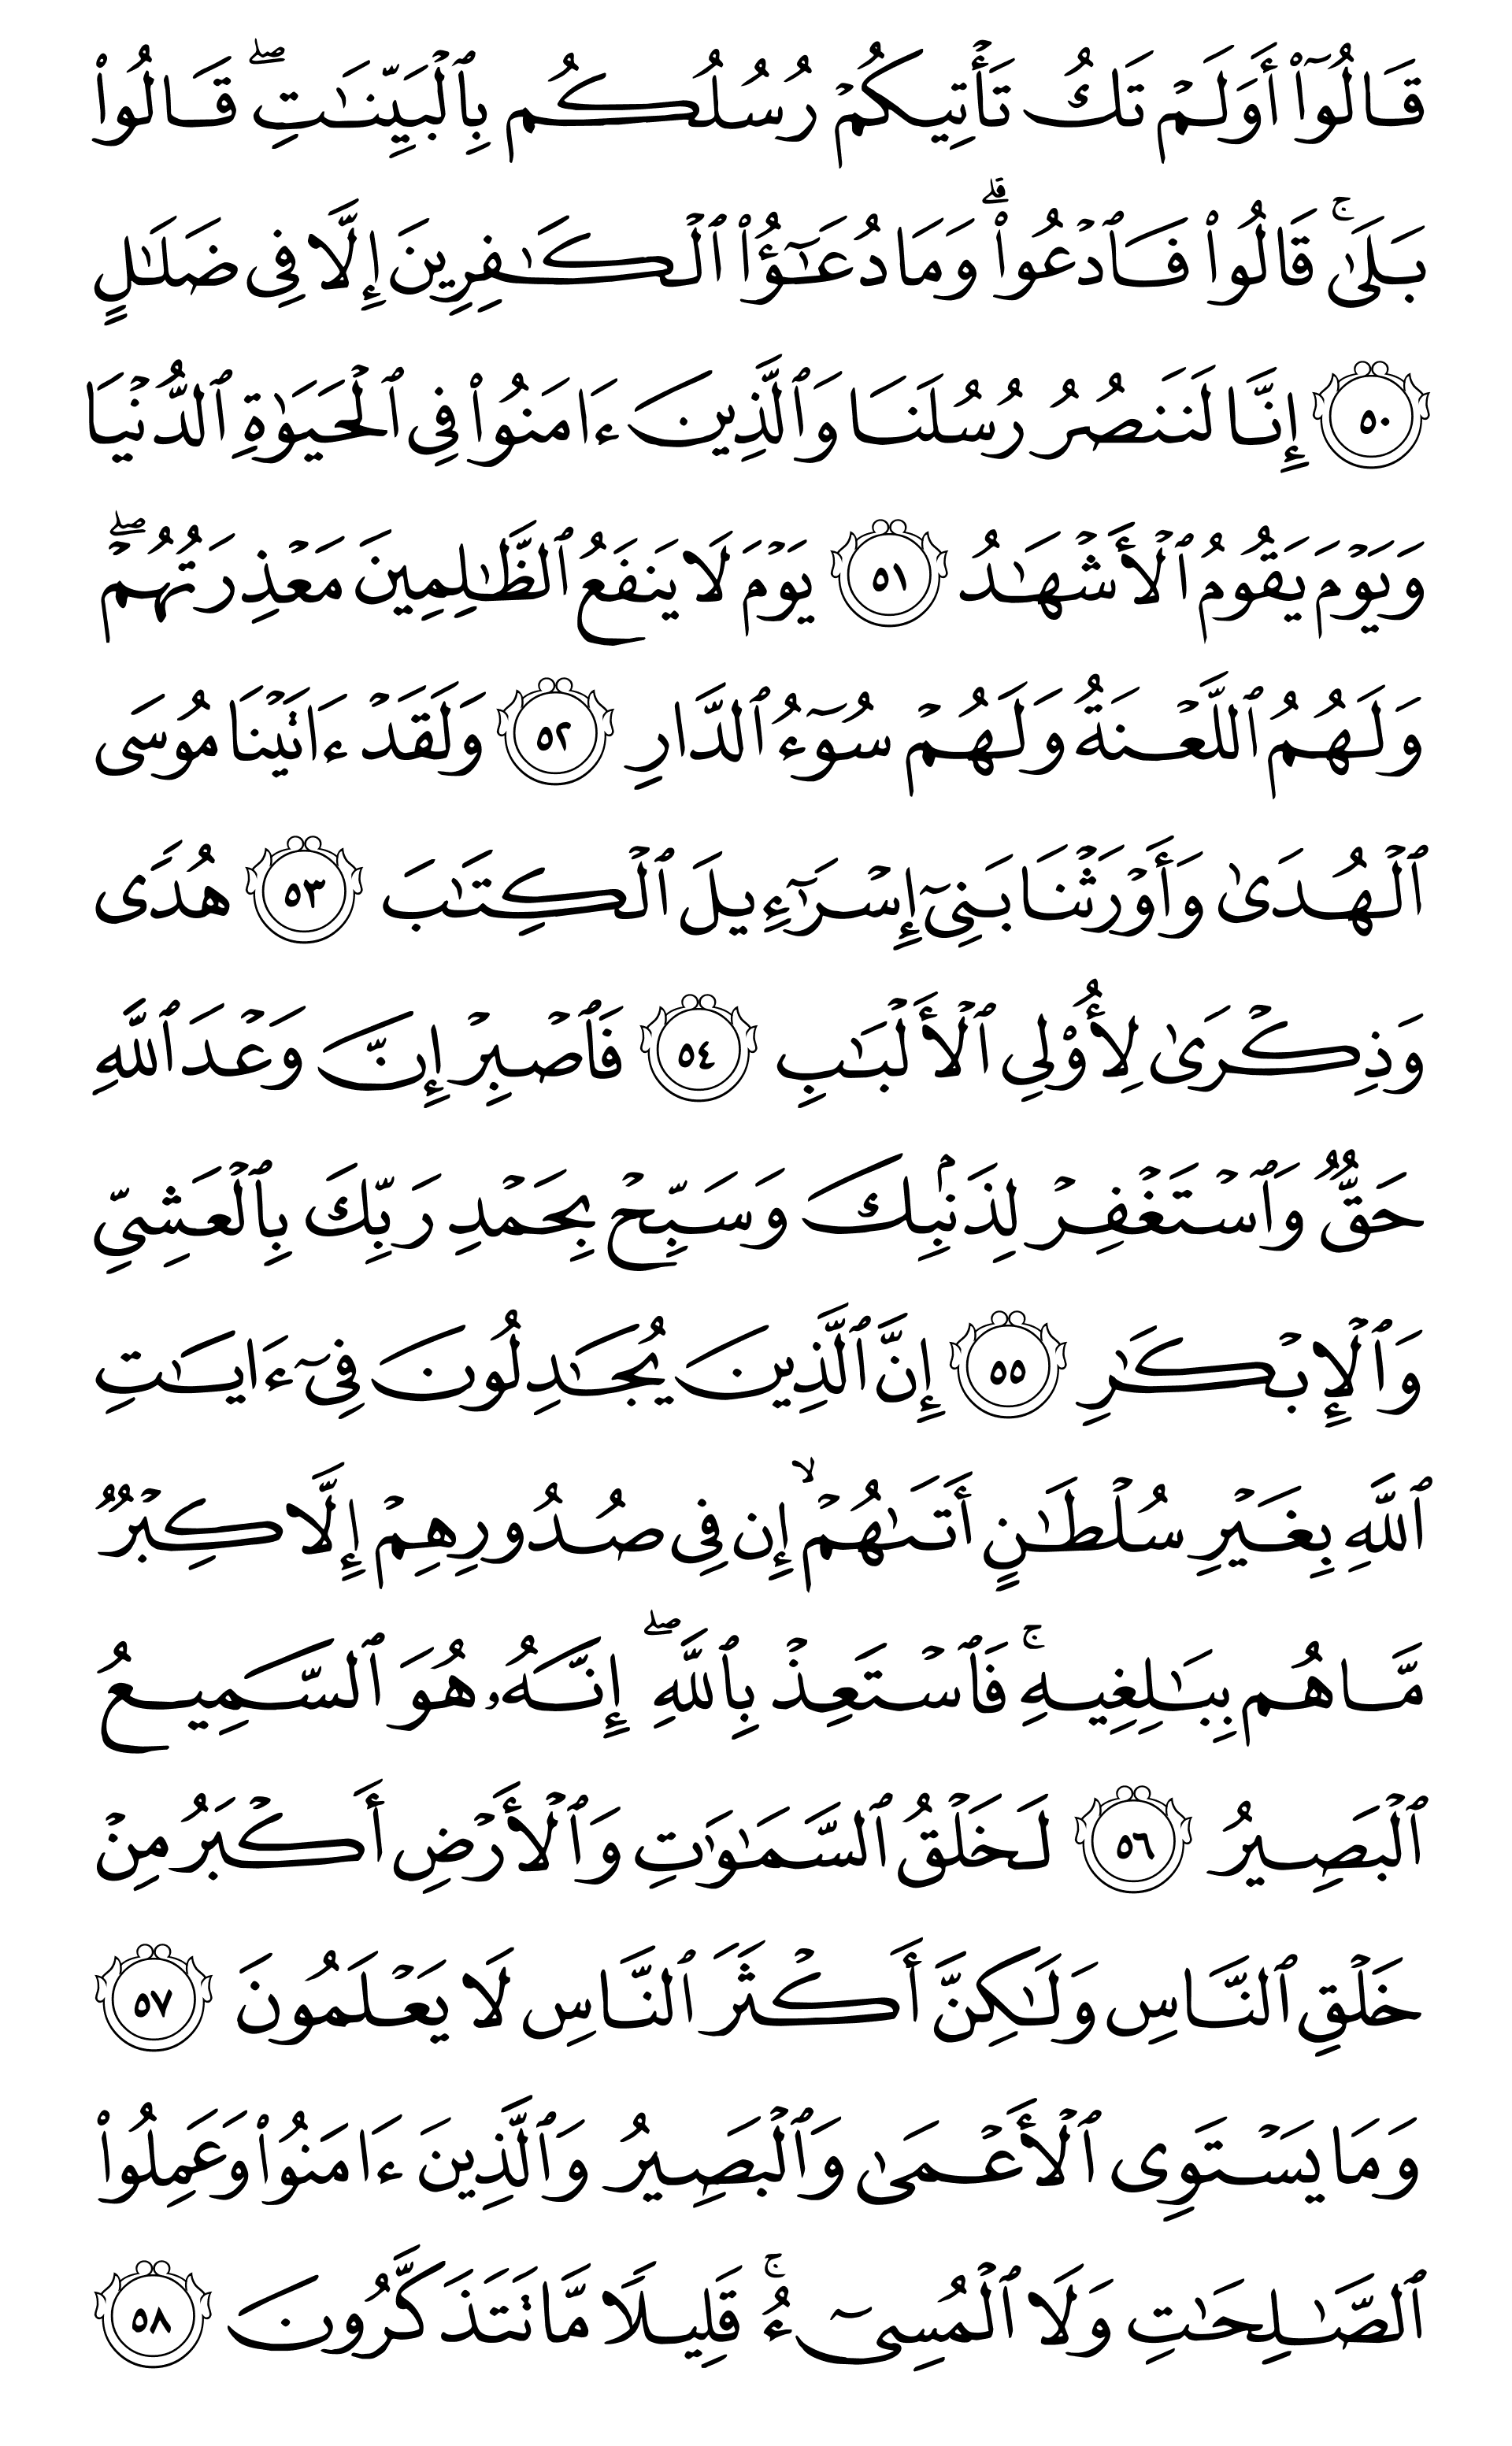 قَالُوٓاْ أَوَلَمۡ تَكُ تَأۡتِيكُمۡ رُسُلُكُم بِٱلۡبَيِّنَٰتِۖ قَالُواْ
بَلَىٰۚ قَالُواْ فَٱدۡعُواْۗ وَمَا دُعَٰٓؤُاْ ٱلۡكَٰفِرِينَ إِلَّا فِي ضَلَٰلٍ
٥٠ إِنَّا لَنَنصُرُ رُسُلَنَا وَٱلَّذِينَ ءَامَنُواْ فِي ٱلۡحَيَوٰةِ ٱلدُّنۡيَا
وَيَوۡمَ يَقُومُ ٱلۡأَشۡهَٰدُ ٥١ يَوۡمَ لَا يَنفَعُ ٱلظَّٰلِمِينَ مَعۡذِرَتُهُمۡۖ
وَلَهُمُ ٱللَّعۡنَةُ وَلَهُمۡ سُوٓءُ ٱلدَّارِ ٥٢ وَلَقَدۡ ءَاتَيۡنَا مُوسَى
ٱلۡهُدَىٰ وَأَوۡرَثۡنَا بَنِيٓ إِسۡرَٰٓءِيلَ ٱلۡكِتَٰبَ ٥٣ هُدٗى
وَذِكۡرَىٰ لِأُوْلِي ٱلۡأَلۡبَٰبِ ٥٤ فَٱصۡبِرۡ إِنَّ وَعۡدَ ٱللَّهِ
حَقّٞ وَٱسۡتَغۡفِرۡ لِذَنۢبِكَ وَسَبِّحۡ بِحَمۡدِ رَبِّكَ بِٱلۡعَشِيِّ
وَٱلۡإِبۡكَٰرِ ٥٥ إِنَّ ٱلَّذِينَ يُجَٰدِلُونَ فِيٓ ءَايَٰتِ
ٱللَّهِ بِغَيۡرِ سُلۡطَٰنٍ أَتَىٰهُمۡۙ إِن فِي صُدُورِهِمۡ إِلَّا كِبۡرٞ
مَّا هُم بِبَٰلِغِيهِۚ فَٱسۡتَعِذۡ بِٱللَّهِۖ إِنَّهُۥ هُوَ ٱلسَّمِيعُ
ٱلۡبَصِيرُ ٥٦ لَخَلۡقُ ٱلسَّمَٰوَٰتِ وَٱلۡأَرۡضِ أَكۡبَرُ مِنۡ
خَلۡقِ ٱلنَّاسِ وَلَٰكِنَّ أَكۡثَرَ ٱلنَّاسِ لَا يَعۡلَمُونَ ٥٧
وَمَا يَسۡتَوِي ٱلۡأَعۡمَىٰ وَٱلۡبَصِيرُ وَٱلَّذِينَ ءَامَنُواْ وَعَمِلُواْ
ٱلصَّٰلِحَٰتِ وَلَا ٱلۡمُسِيٓءُۚ قَلِيلٗا مَّا تَتَذَكَّرُونَ ٥٨